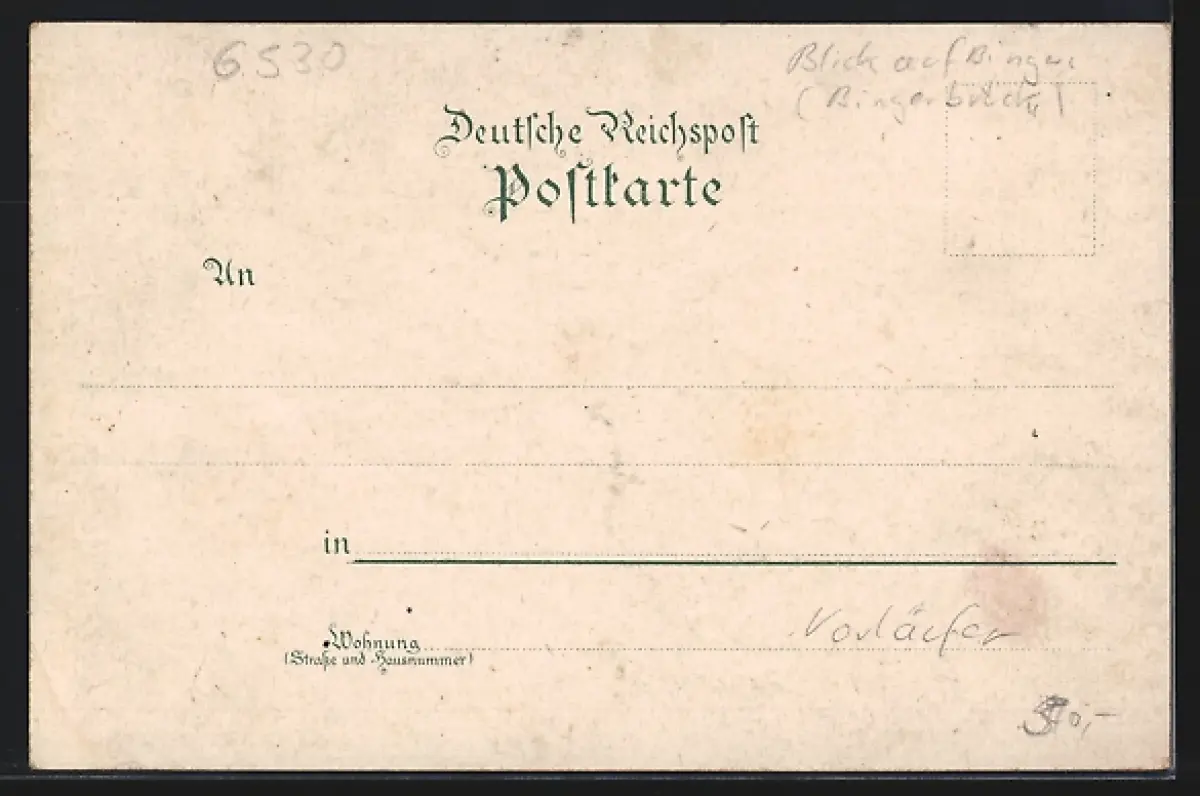 6530
Blick auf Bingen
(Bingerbrück)
Deutsche Reichspost
Postkarte
An
in
Wohnung
(Straße und Hausnummer)
Vorläufer